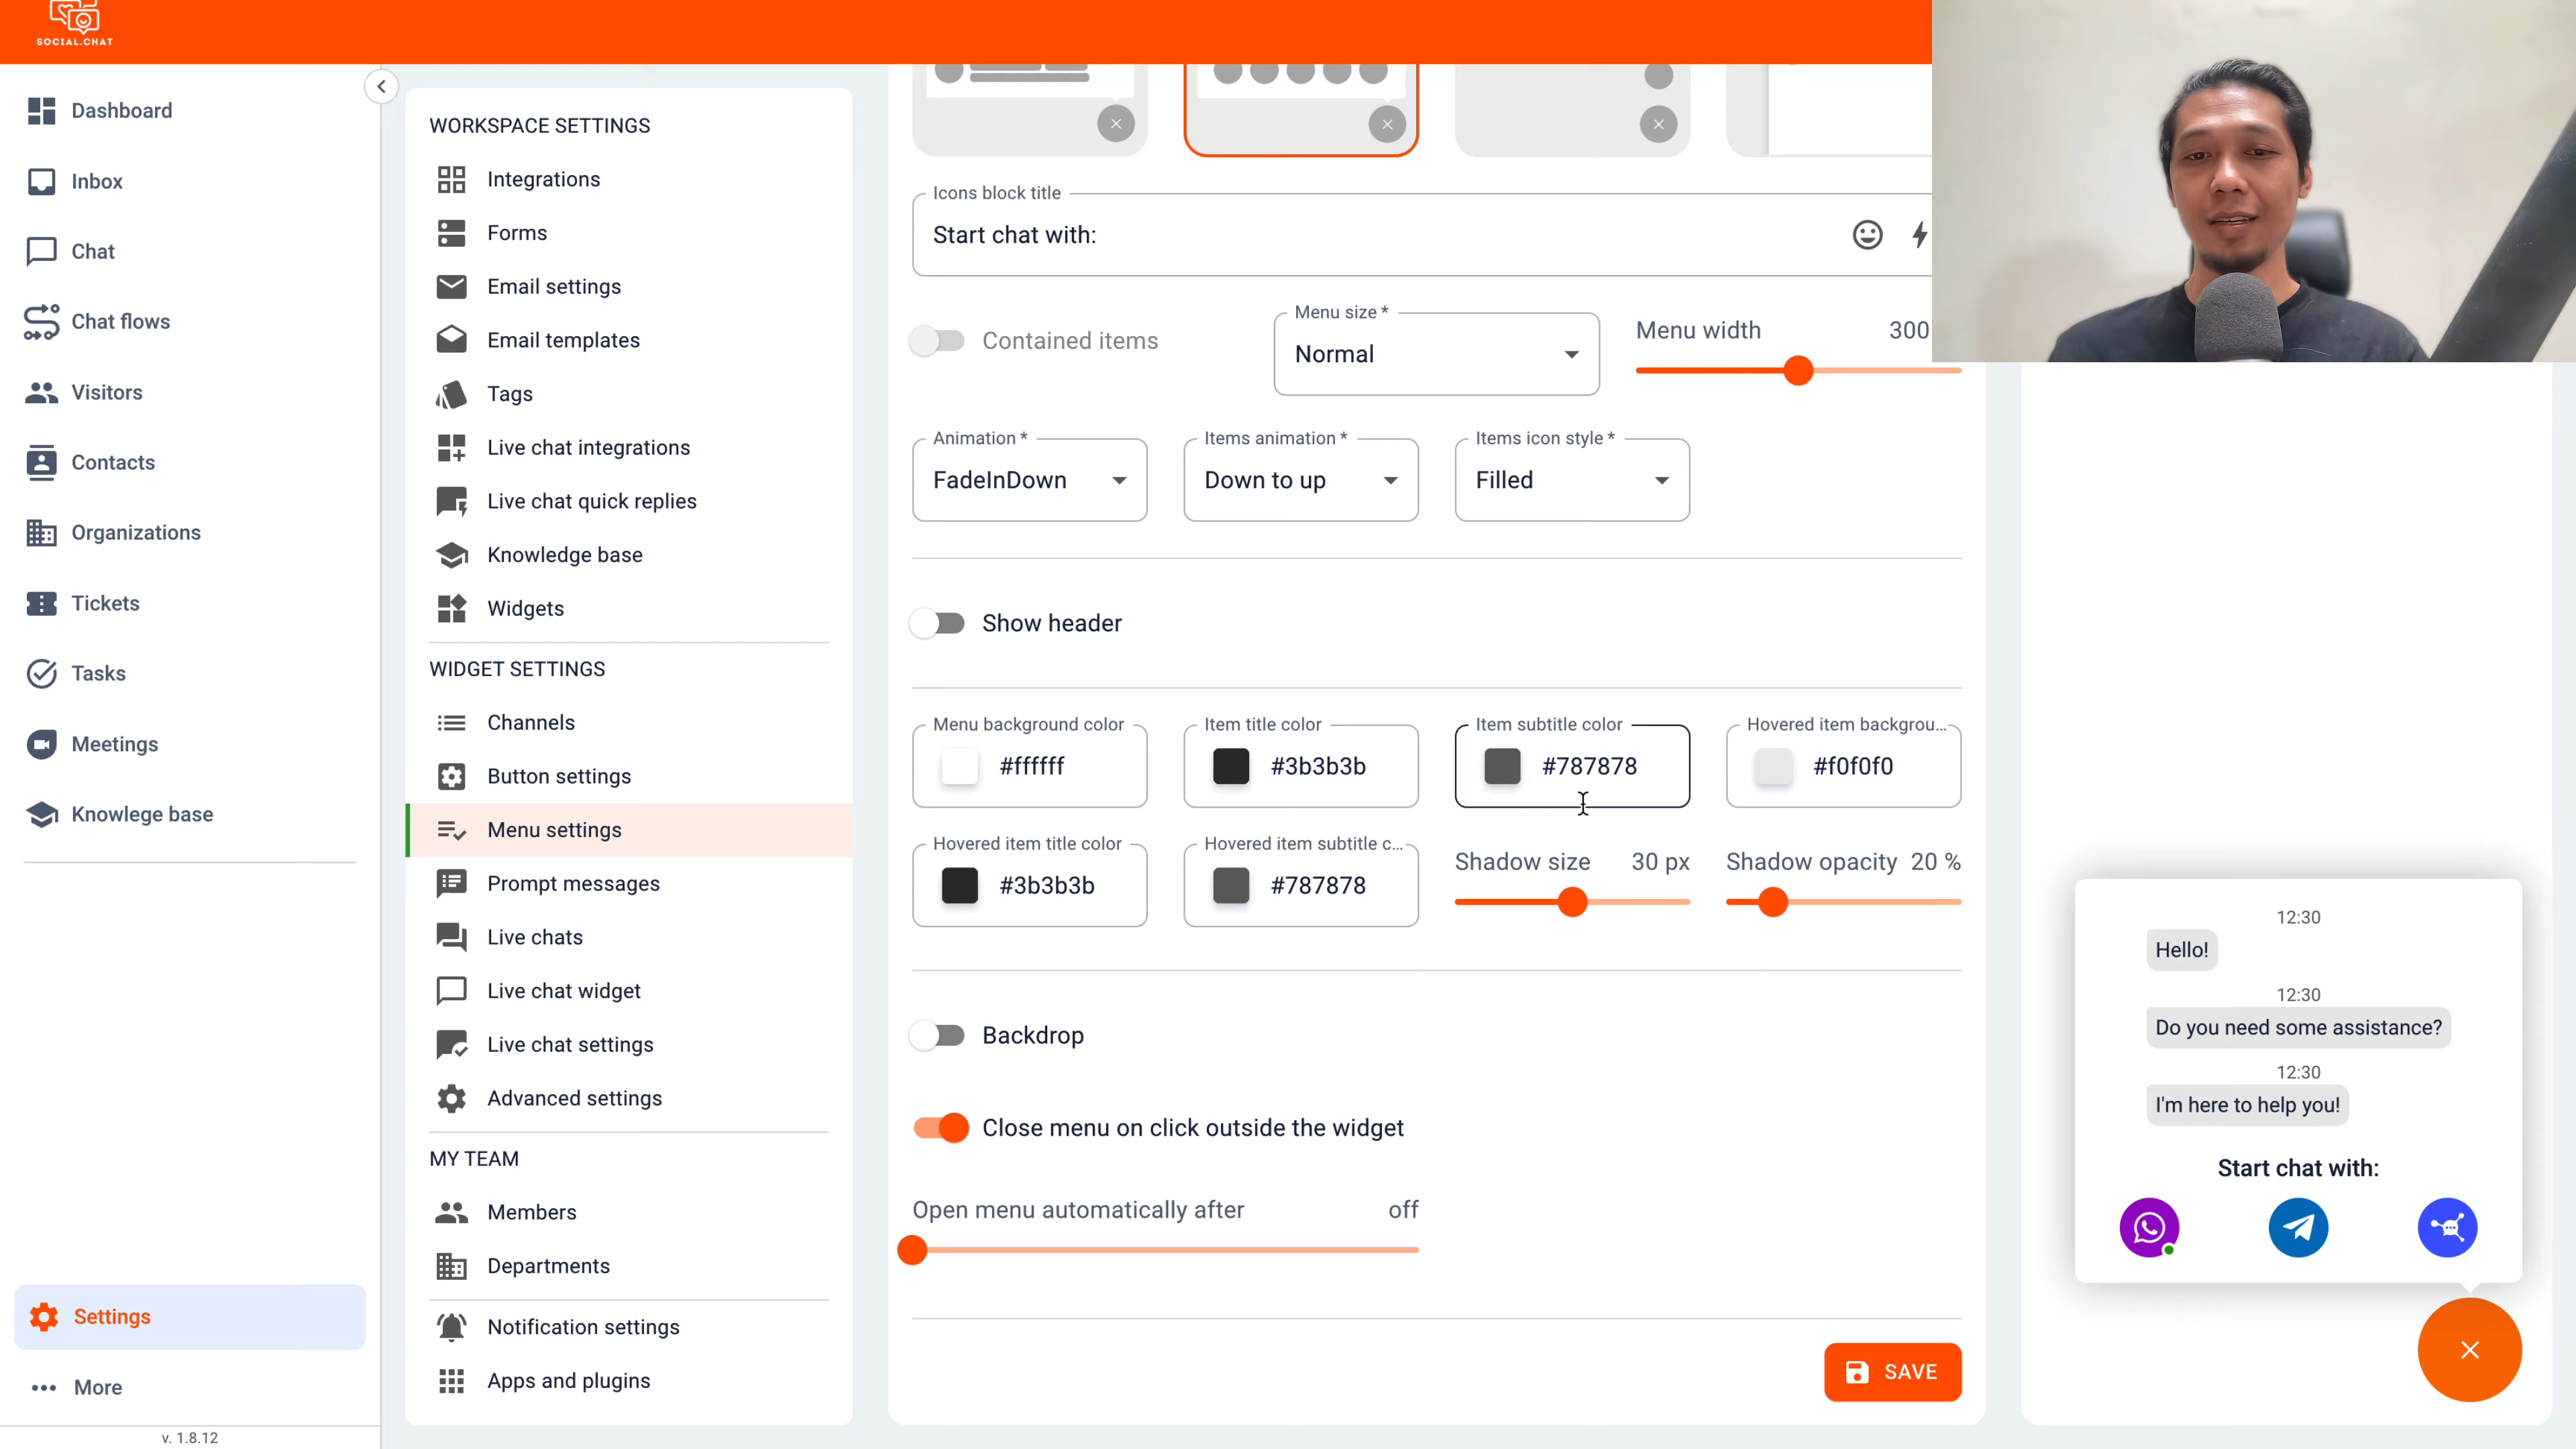 SOCIAL.CHAT
Dashboard
Inbox
Chat
Chat flows
Visitors
Contacts
Organizations
Tickets
Tasks
Meetings
Knowlege base
Settings
More
v. 1.8.12
WORKSPACE SETTINGS
Integrations
Forms
Email settings
Email templates
Tags
Live chat integrations
Live chat quick replies
Knowledge base
Widgets
WIDGET SETTINGS
Channels
Button settings
Menu settings
Prompt messages
Live chats
Live chat widget
Live chat settings
Advanced settings
MY TEAM
Members
Departments
Notification settings
Apps and plugins
Icons block title
Start chat with:
Contained items
Menu size *
Normal
Menu width 300
Animation *
FadeInDown
Items animation *
Down to up
Items icon style *
Filled
Show header
Menu background color
#ffffff
Item title color
#3b3b3b
Item subtitle color
#787878
Hovered item backgrou...
#f0f0f0
Hovered item title color
#3b3b3b
Hovered item subtitle c...
#787878
Shadow size 30 px
Shadow opacity 20 %
Backdrop
Close menu on click outside the widget
Open menu automatically after off
SAVE
12:30
Hello!
12:30
Do you need some assistance?
12:30
I'm here to help you!
Start chat with: